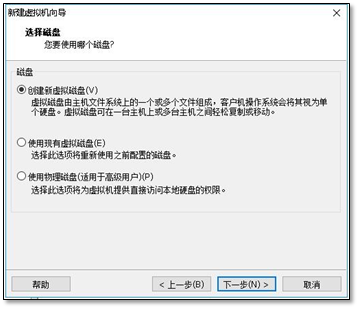 新建虚拟机向导
选择磁盘
您要使用哪个磁盘?
磁盘
创建新虚拟磁盘(V)
虚拟磁盘由主机文件系统上的一个或多个文件组成，客户机操作系统会将其视为单
个硬盘。虚拟磁盘可在一台主机上或多台主机之间轻松复制或移动。
使用现有虚拟磁盘(E)
选择此选项将重新使用之前配置的磁盘。
使用物理磁盘(适用于高级用户)(P)
选择此选项将为虚拟机提供直接访问本地硬盘的权限。
帮助
< 上一步(B)
下一步(N) >
取消